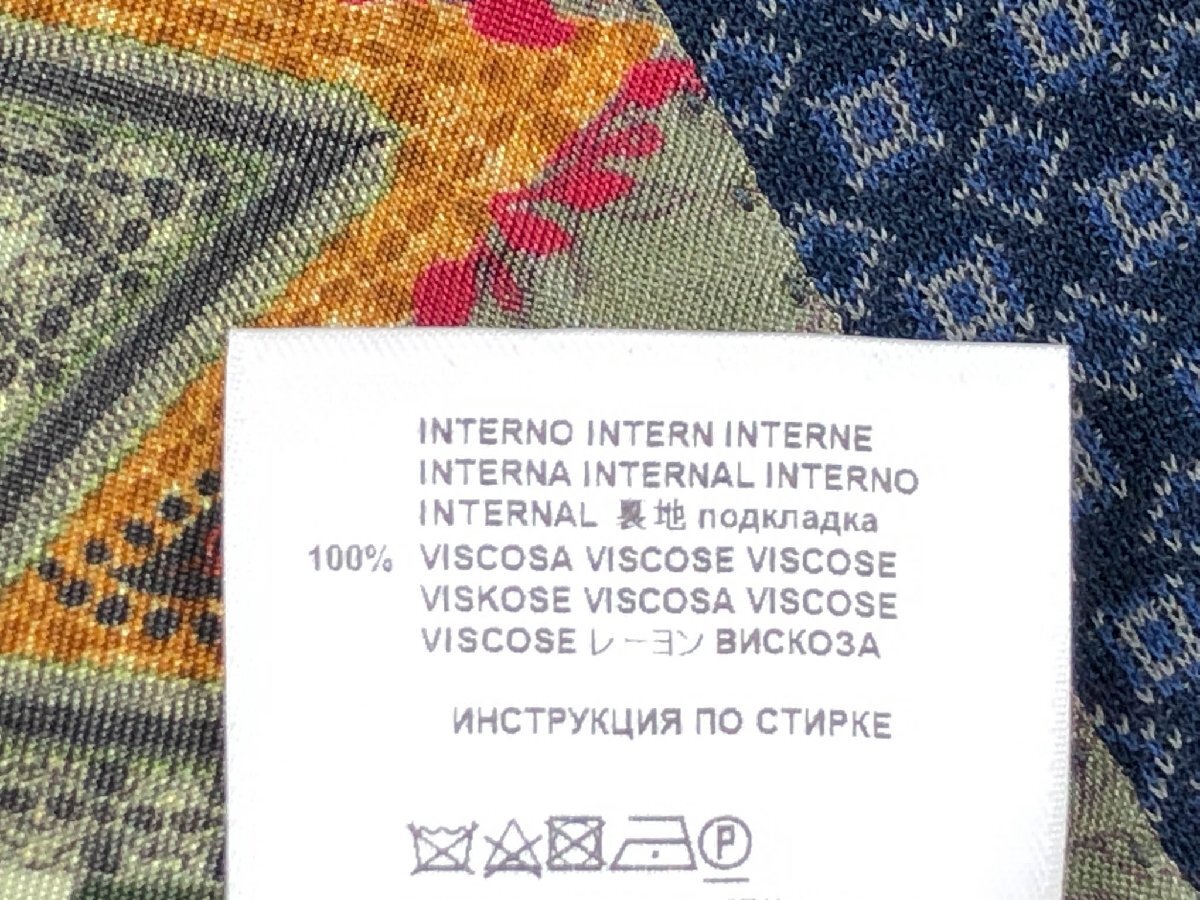 INTERNO INTERN INTERNE
INTERNA INTERNAL INTERNO
INTERNAL 裏地 подкладка
100% VISCOSA VISCOSE VISCOSE
VISKOSE VISCOSA VISCOSE
VISCOSE レーヨン ВИСКОЗА
ИНСТРУКЦИЯ ПО СТИРКЕ
P